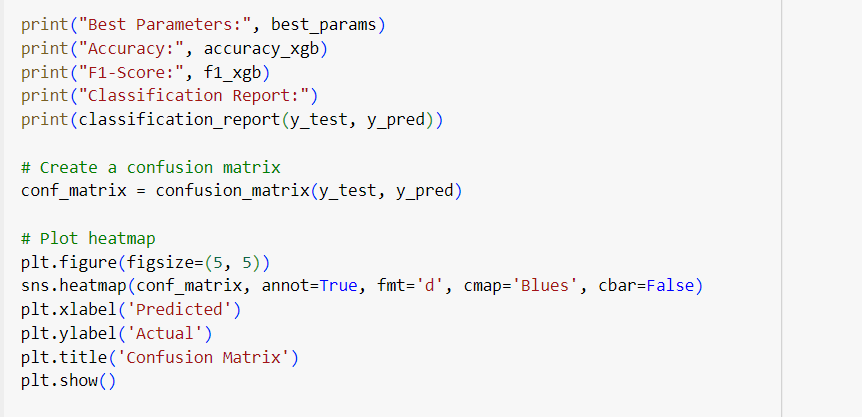 print("Best Parameters:", best_params)
print("Accuracy:", accuracy_xgb)
print("F1-Score:", f1_xgb)
print("Classification Report:")
print(classification_report(y_test, y_pred))
# Create a confusion matrix
conf_matrix = confusion_matrix(y_test, y_pred)
# Plot heatmap
plt.figure(figsize=(5, 5))
sns.heatmap(conf_matrix, annot=True, fmt='d', cmap='Blues', cbar=False)
plt.xlabel('Predicted')
plt.ylabel('Actual')
plt.title('Confusion Matrix')
plt.show()